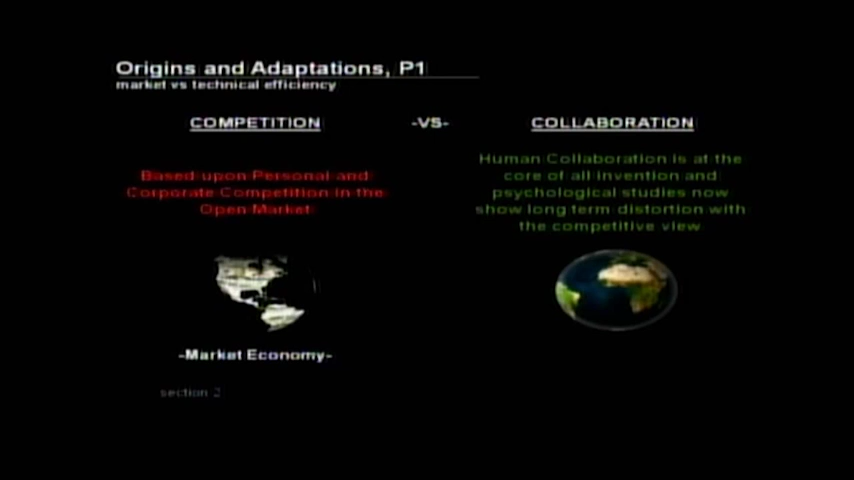 Origins and Adaptations, P1
market vs technical efficiency
COMPETITION
-VS-
COLLABORATION
Based upon Personal and
Corporate Competition in the
Open Market
Human Collaboration is at the
core of all invention and
psychological studies now
show long term distortion with
the competitive view
-Market Economy-
section 2